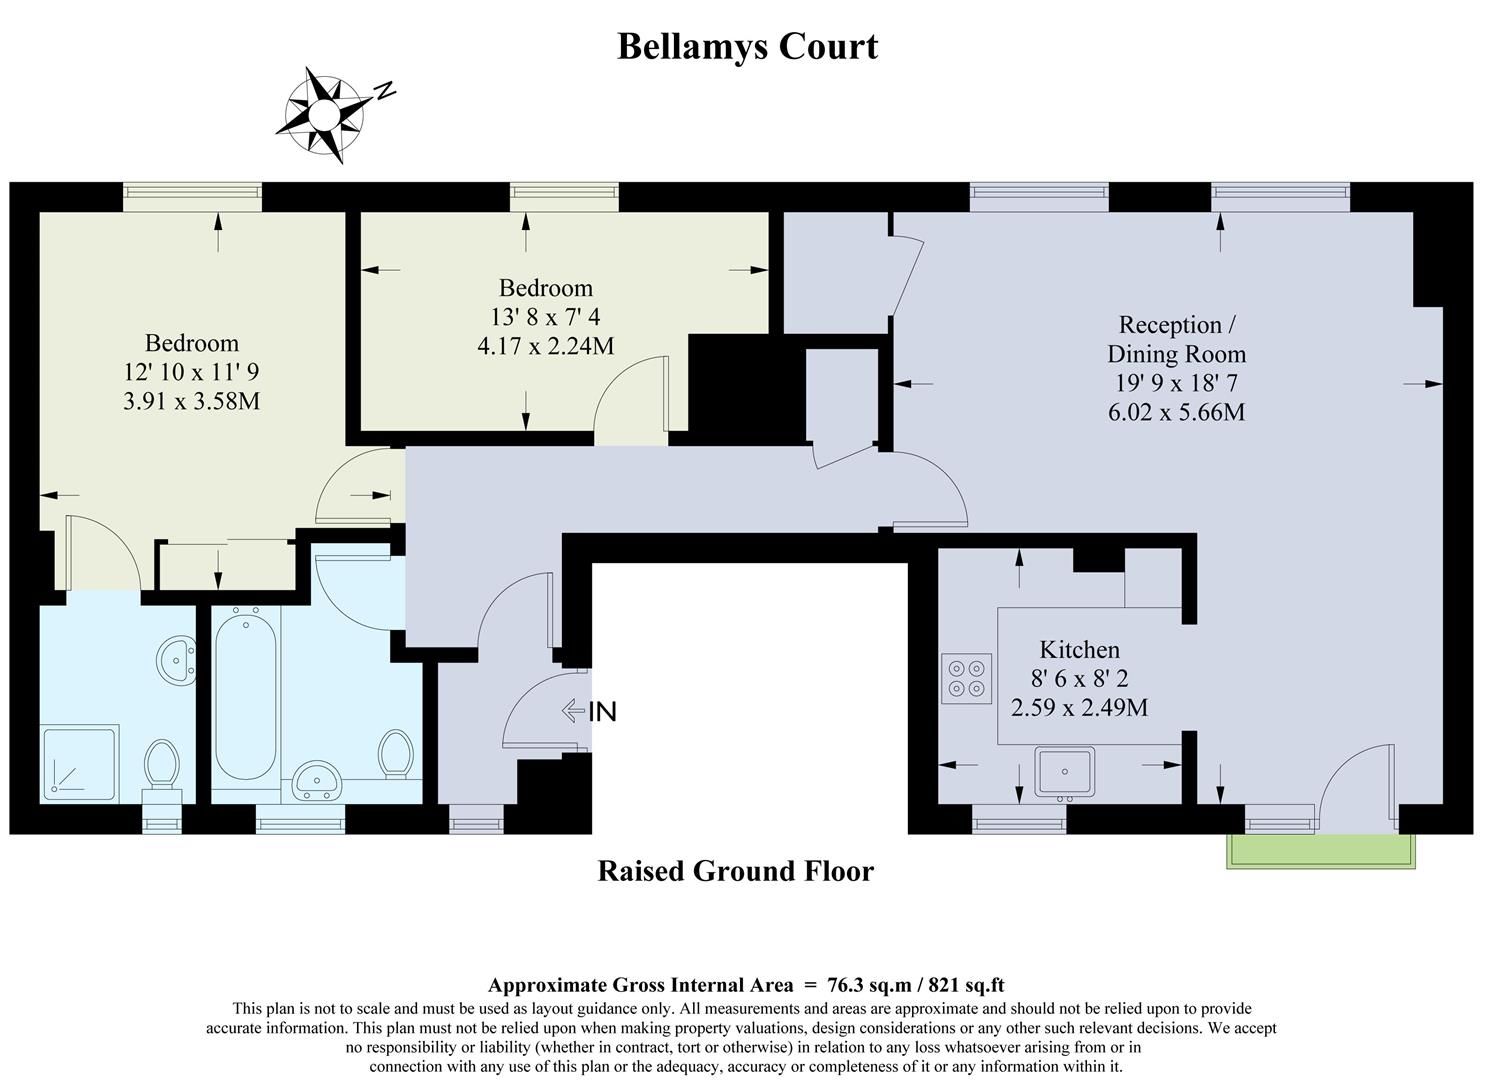 Bellamys Court
N
Bedroom
12' 10 x 11' 9
3.91 x 3.58M
Bedroom
13' 8 x 7' 4
4.17 x 2.24M
Reception /
Dining Room
19' 9 x 18' 7
6.02 x 5.66M
Kitchen
8' 6 x 8' 2
2.59 x 2.49M
IN
Raised Ground Floor
Approximate Gross Internal Area = 76.3 sq.m / 821 sq.ft
This plan is not to scale and must be used as layout guidance only. All measurements and areas are approximate and should not be relied upon to provide
accurate information. This plan must not be relied upon when making property valuations, design considerations or any other such relevant decisions. We accept
no responsibility or liability (whether in contract, tort or otherwise) in relation to any loss whatsoever arising from or in
connection with any use of this plan or the adequacy, accuracy or completeness of it or any information within it.